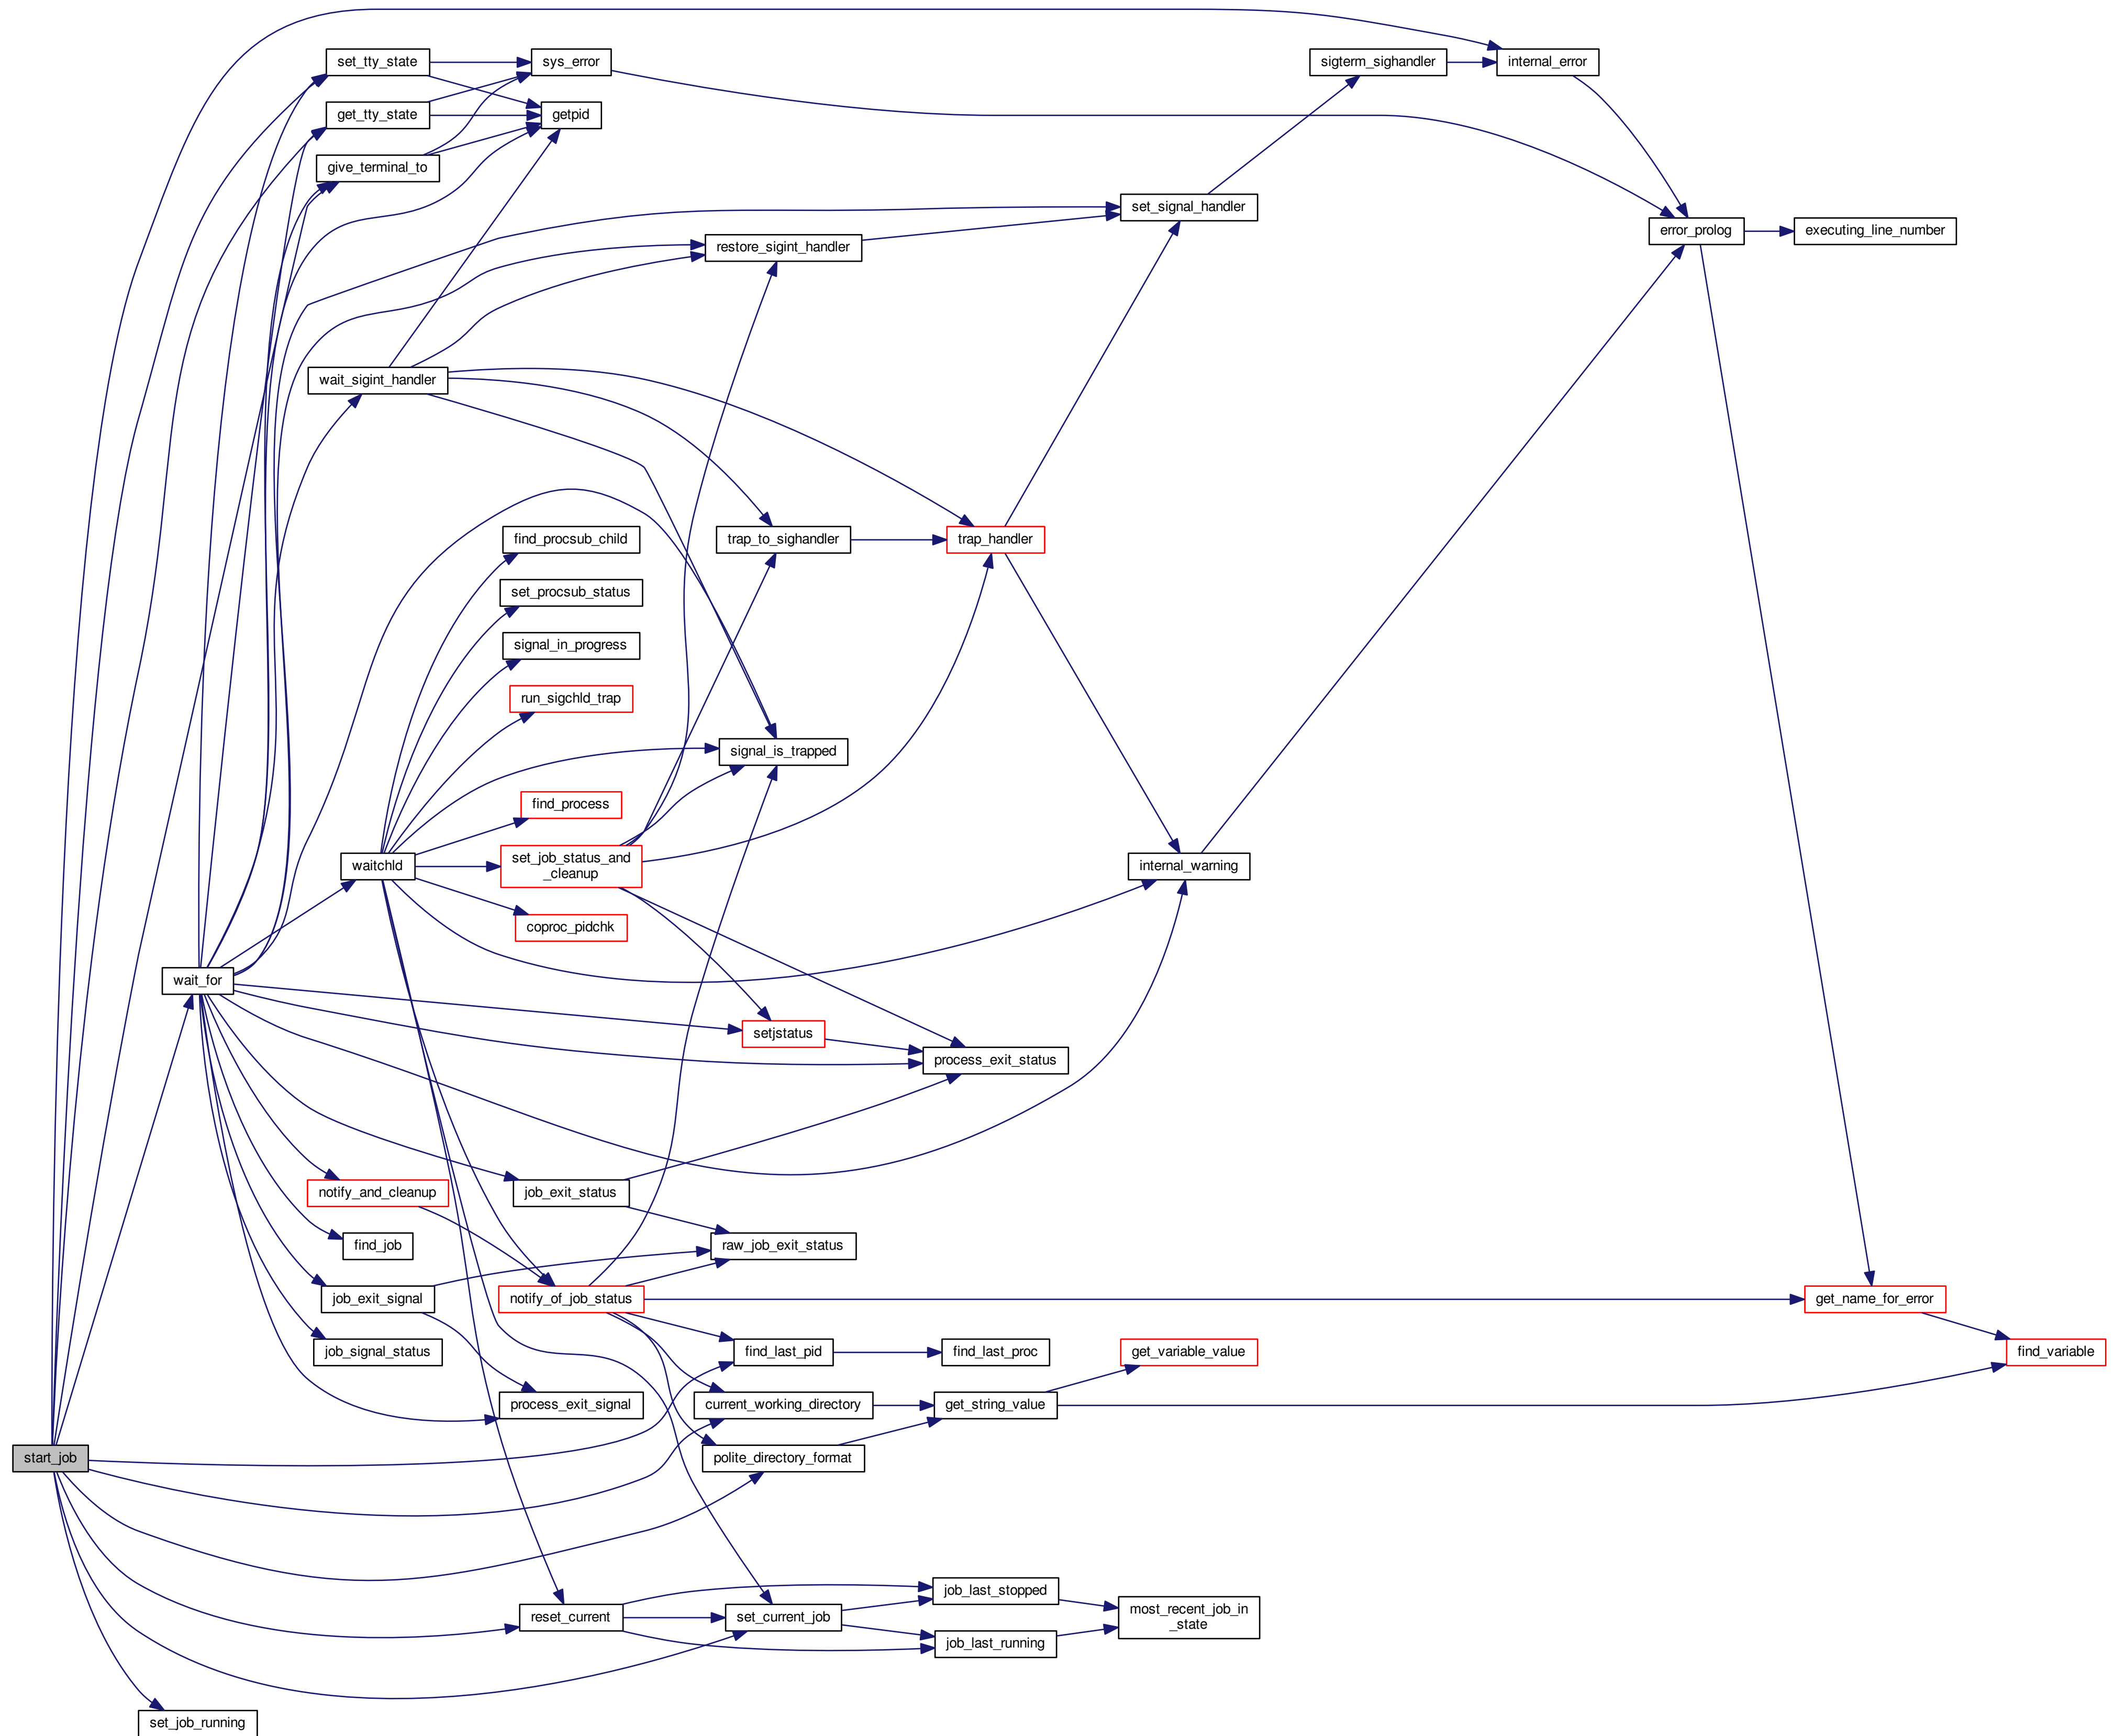 set_tty_state
sys_error
sigterm_sighandler
internal_error
get_tty_state
getpid
give_terminal_to
set_signal_handler
error_prolog
executing_line_number
restore_sigint_handler
wait_sigint_handler
find_procsub_child
trap_to_sighandler
trap_handler
set_procsub_status
signal_in_progress
run_sigchld_trap
signal_is_trapped
find_process
waitchld
set_job_status_and
_cleanup
internal_warning
coproc_pidchk
wait_for
setjstatus
process_exit_status
notify_and_cleanup
job_exit_status
find_job
raw_job_exit_status
job_exit_signal
notify_of_job_status
get_name_for_error
job_signal_status
find_last_pid
find_last_proc
get_variable_value
find_variable
process_exit_signal
current_working_directory
get_string_value
start_job
polite_directory_format
job_last_stopped
reset_current
set_current_job
most_recent_job_in
_state
job_last_running
set_job_running